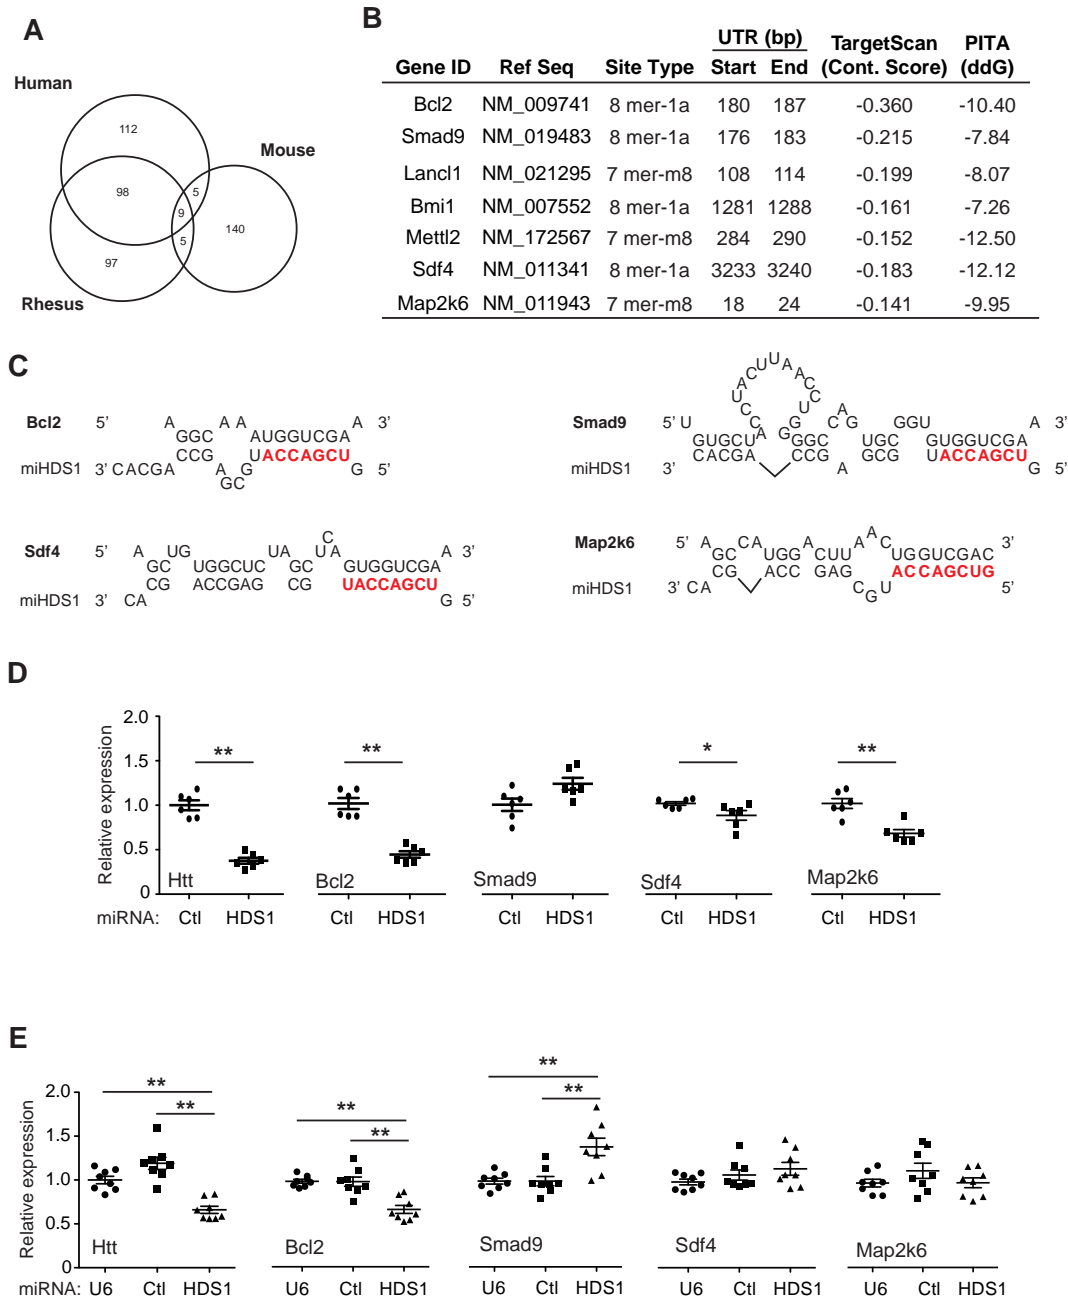 A
Human
112
Mouse
98
5
9
5
140
97
Rhesus
B
UTR (bp) TargetScan PITA
Gene ID Ref Seq Site Type Start End (Cont. Score) (ddG)
Bcl2 NM_009741 8 mer-1a 180 187 -0.360 -10.40
Smad9 NM_019483 8 mer-1a 176 183 -0.215 -7.84
Lancl1 NM_021295 7 mer-m8 108 114 -0.199 -8.07
Bmi1 NM_007552 8 mer-1a 1281 1288 -0.161 -7.26
Mettl2 NM_172567 7 mer-m8 284 290 -0.152 -12.50
Sdf4 NM_011341 8 mer-1a 3233 3240 -0.183 -12.12
Map2k6 NM_011943 7 mer-m8 18 24 -0.141 -9.95
C
Bcl2 5’ A A A A 3’
GGC AUGGUCGA
CCG UACCAGCU
miHDS1 3’ CACGA A G G 5’
GC
Smad9 5’ U A C U U A A C C U G G U C C A A C G GGU A 3’
GUGCU A GGGC UGC GUGGUCGA
CACGA CCG GCG UACCAGCU
miHDS1 3’ A G 5’
Sdf4 5’ A UG UA C A A 3’
GC UGGCUC GC U GUGGUCGA
CG ACCGAG CG UACCAGCU
miHDS1 3’ CA G 5’
Map2k6 5’ A A A A C 3’
GC C UGG CUU UGGUCGAC
CG ACC GAG ACCAGCUG
miHDS1 3’ CA C G U 5’
D
Relative expression
2.0
1.5
1.0
0.5
0
** ** * **
Htt Bcl2 Smad9 Sdf4 Map2k6
miRNA: Ctl HDS1 Ctl HDS1 Ctl HDS1 Ctl HDS1 Ctl HDS1
E
Relative expression
2.0
1.5
1.0
0.5
0
** ** **
** ** **
Htt Bcl2 Smad9 Sdf4 Map2k6
miRNA: U6 Ctl HDS1 U6 Ctl HDS1 U6 Ctl HDS1 U6 Ctl HDS1 U6 Ctl HDS1